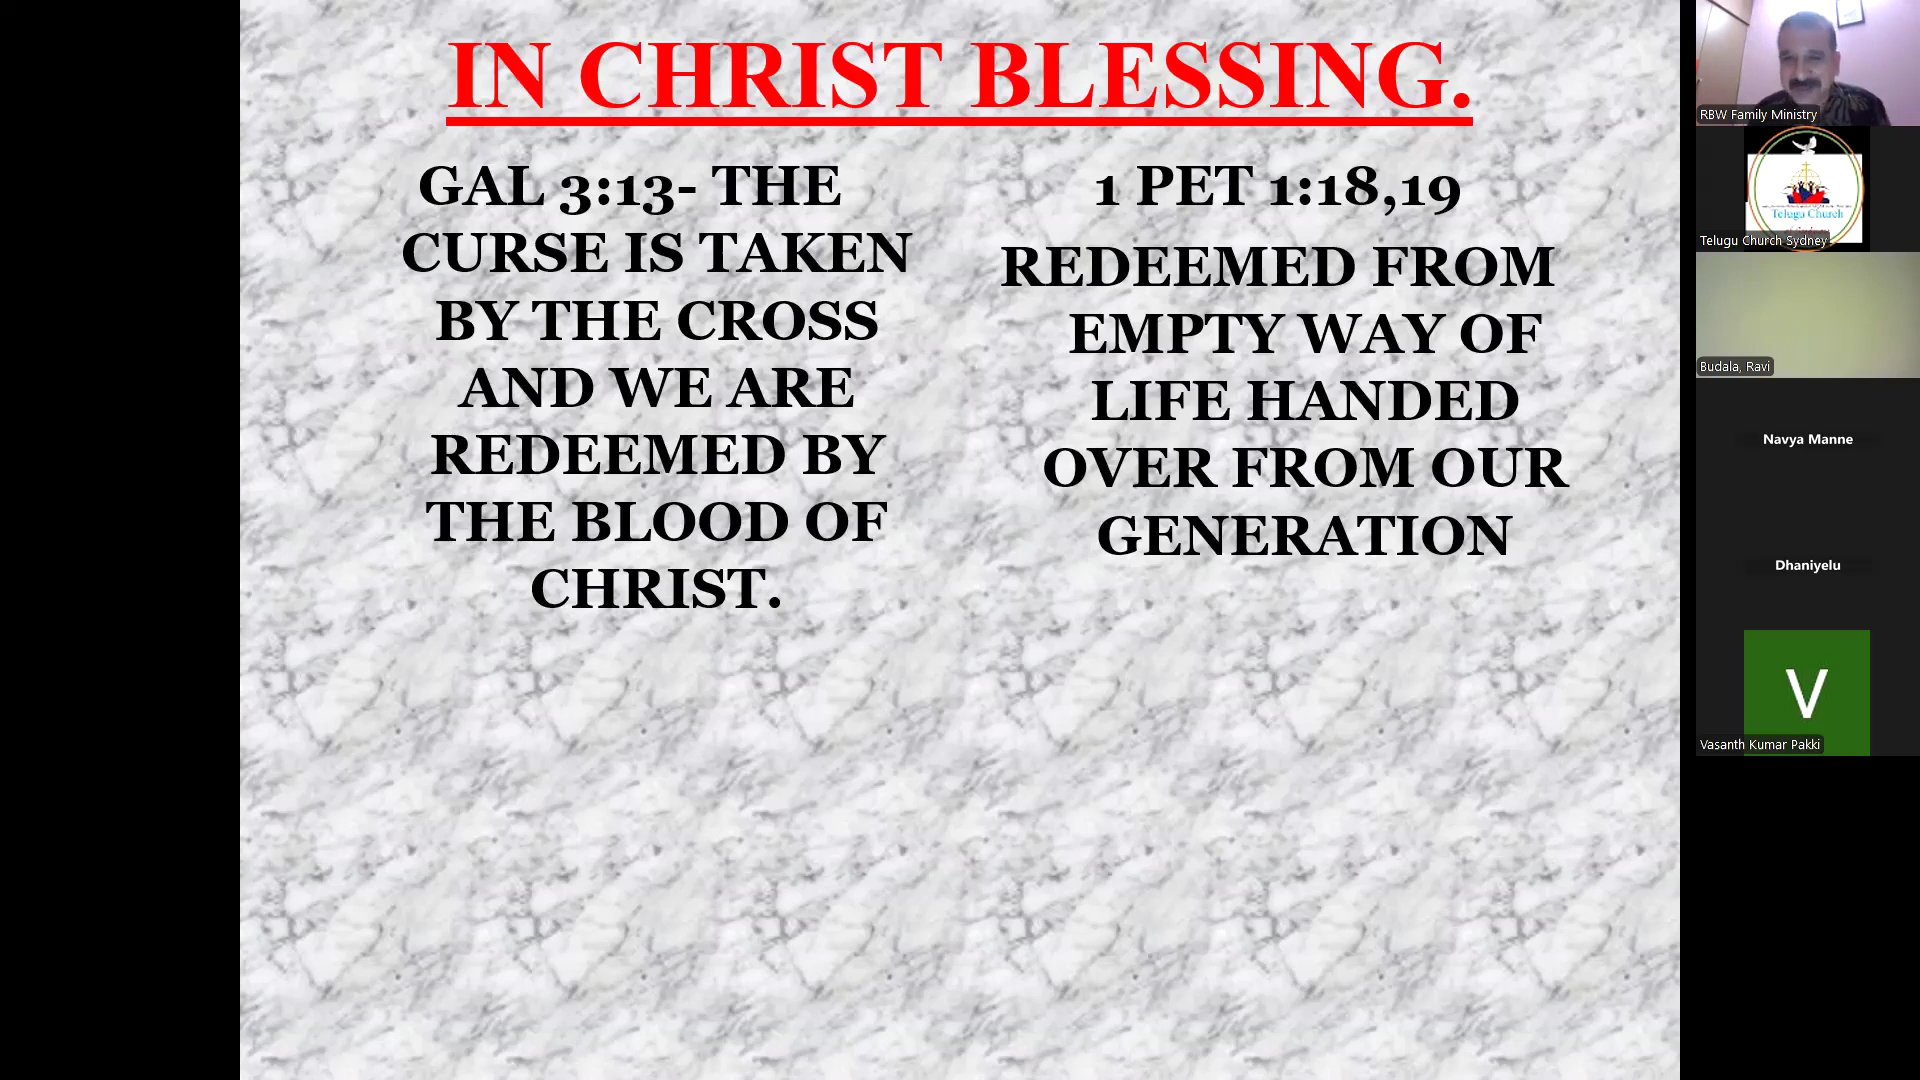 IN CHRIST BLESSING.
GAL 3:13- THE
CURSE IS TAKEN
BY THE CROSS
AND WE ARE
REDEEMED BY
THE BLOOD OF
CHRIST.
1 PET 1:18,19
REDEEMED FROM
EMPTY WAY OF
LIFE HANDED
OVER FROM OUR
GENERATION
RBW Family Ministry
Telugu Church
Telugu Church Sydney
Budala, Ravi
Navya Manne
Dhaniyelu
V
Vasanth Kumar Pakki